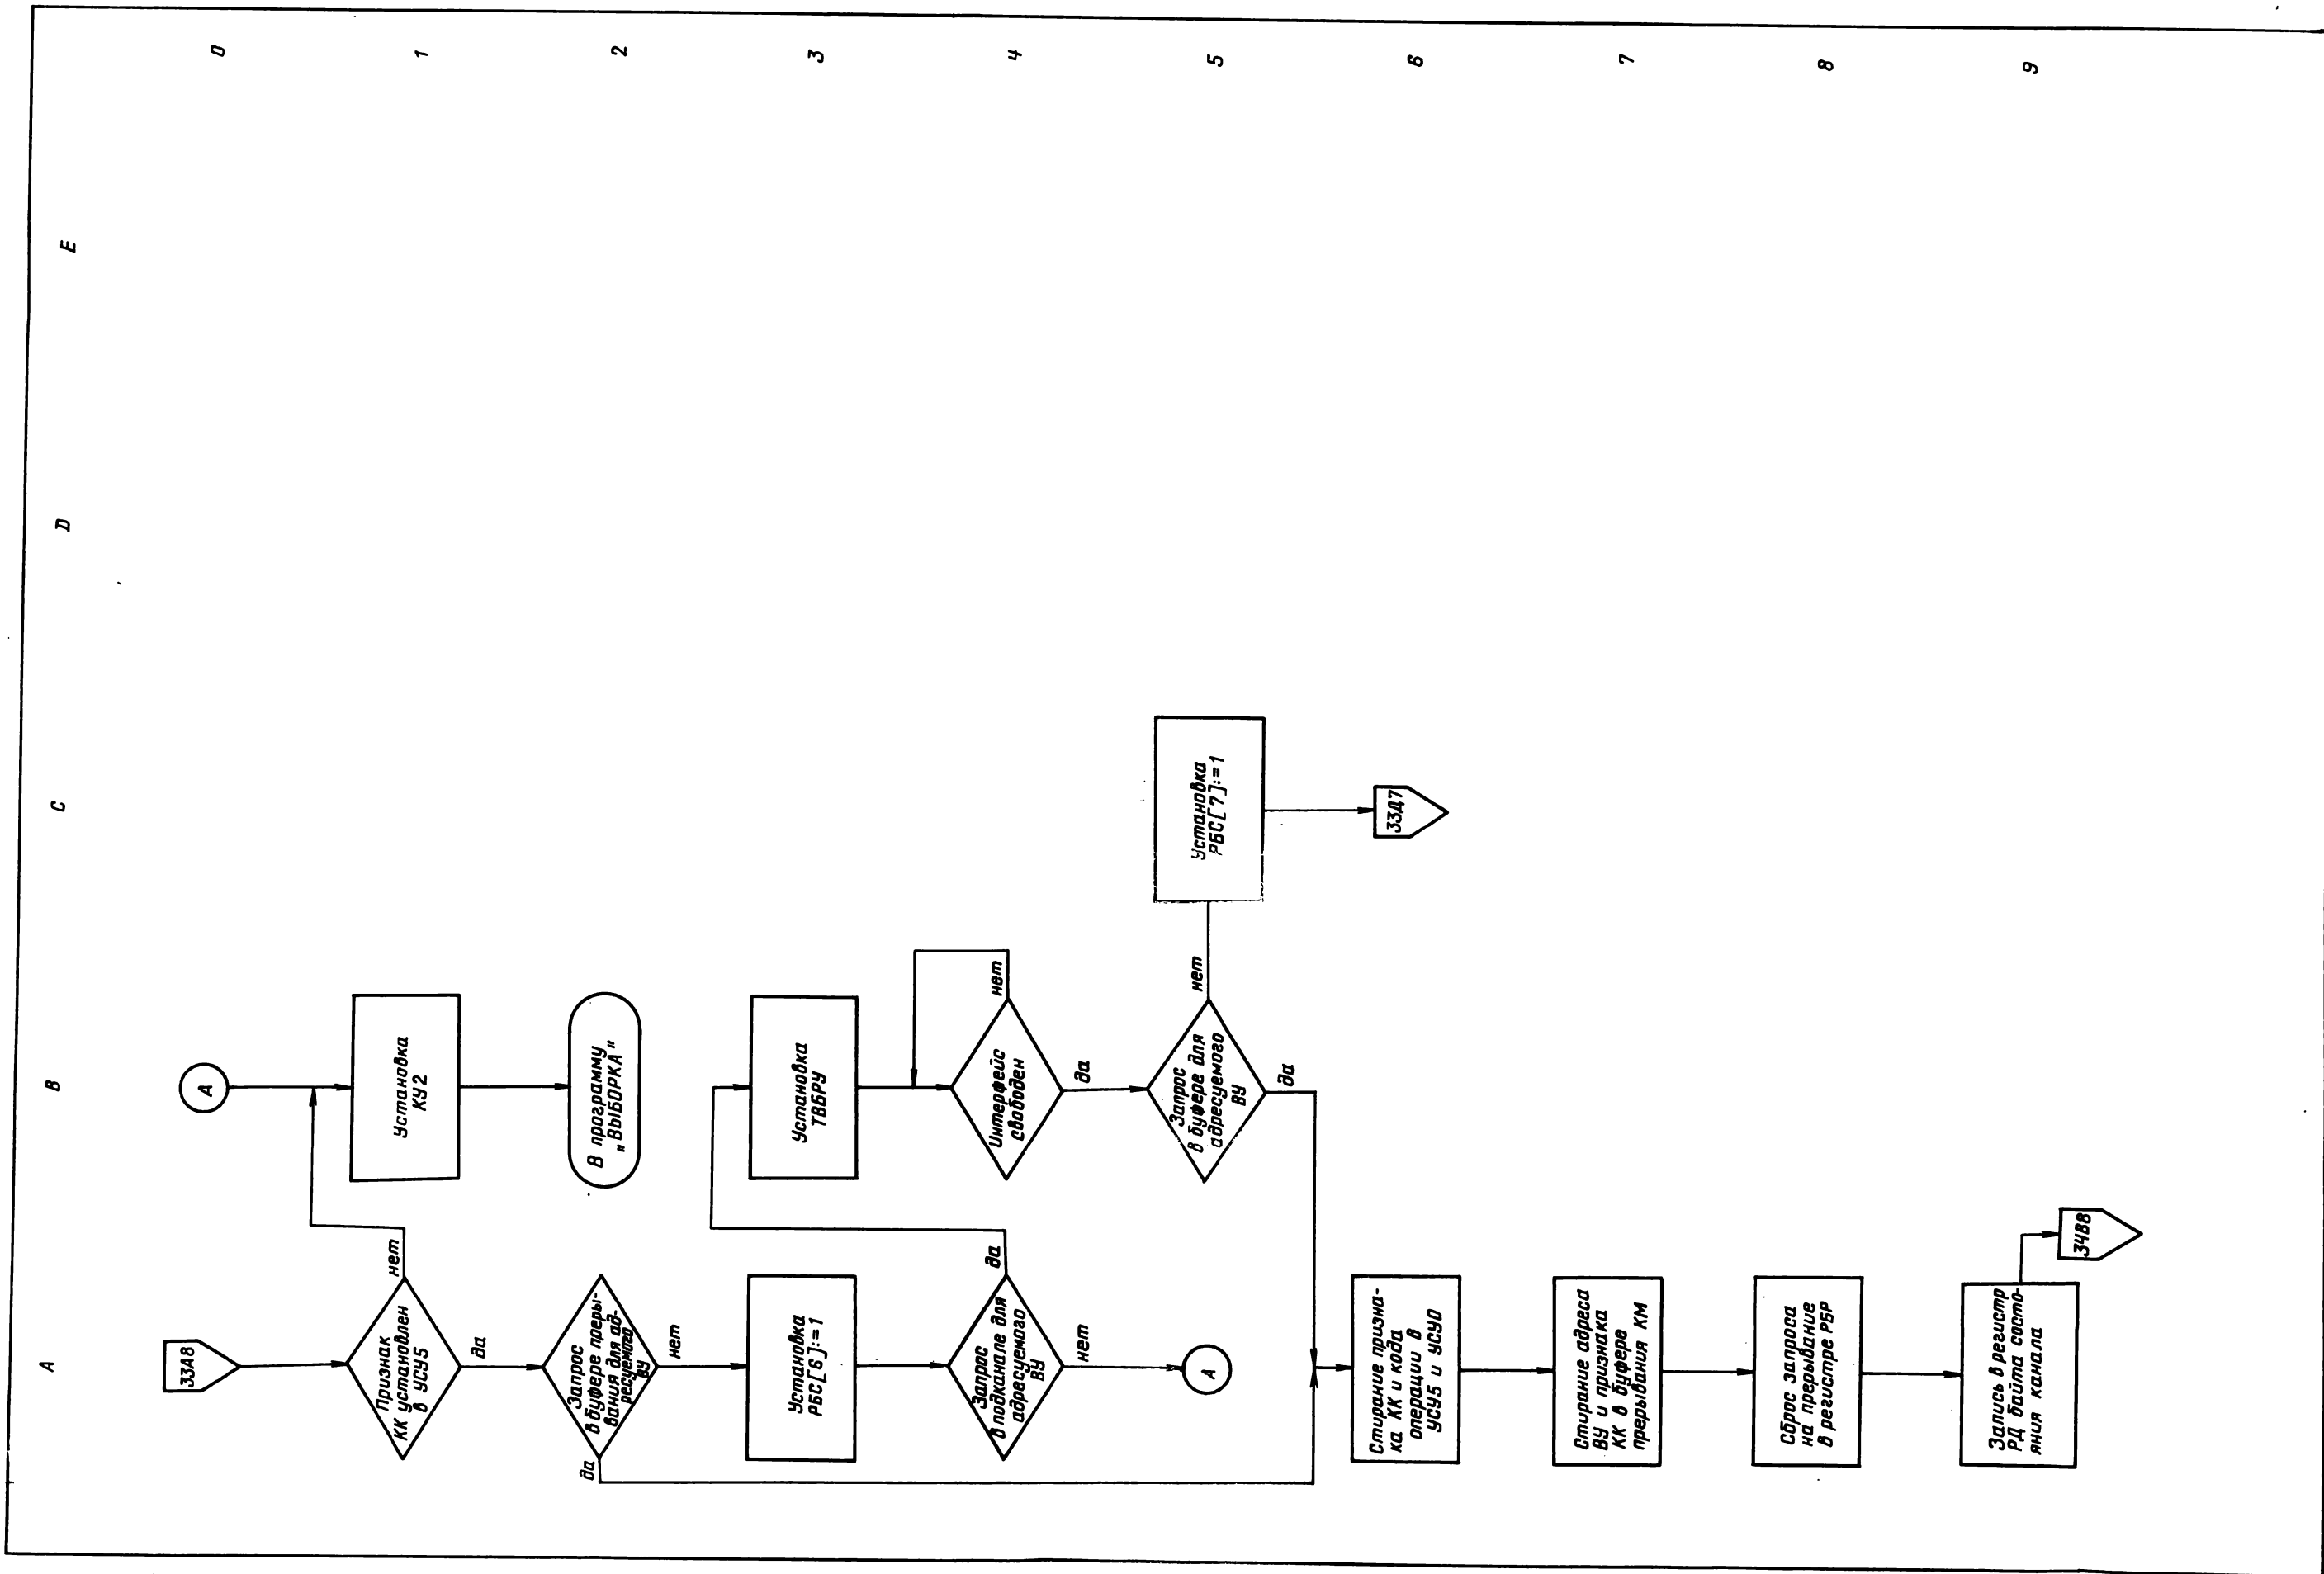 0
1
2
3
4
5
6
7
8
9
A
B
C
D
E
33А8
Признак
КК установлен
в УСУ5
нет
да
Запрос
в буфере преры-
вания для ад-
ресуемого
ВУ
да
нет
Установка
РБС[6]:=1
Запрос
в подканале для
адресуемого
ВУ
да
нет
А
Стирание призна-
ка КК и кода
операции в
УСУ5 и УСУ0
Стирание адреса
ВУ и признака
КК в буфере
прерывания КМ
Сброс запроса
на прерывание
в регистре РБР
Запись в регистр
РД байта состо-
яния канала
34В8
А
Установка
КУ2
В программу
„ВЫБОРКА"
Установка
ТВБРУ
Интерфейс
свободен
нет
да
Запрос
в буфере для
адресуемого
ВУ
нет
да
Установка
РБС[7]:=1
33Д7